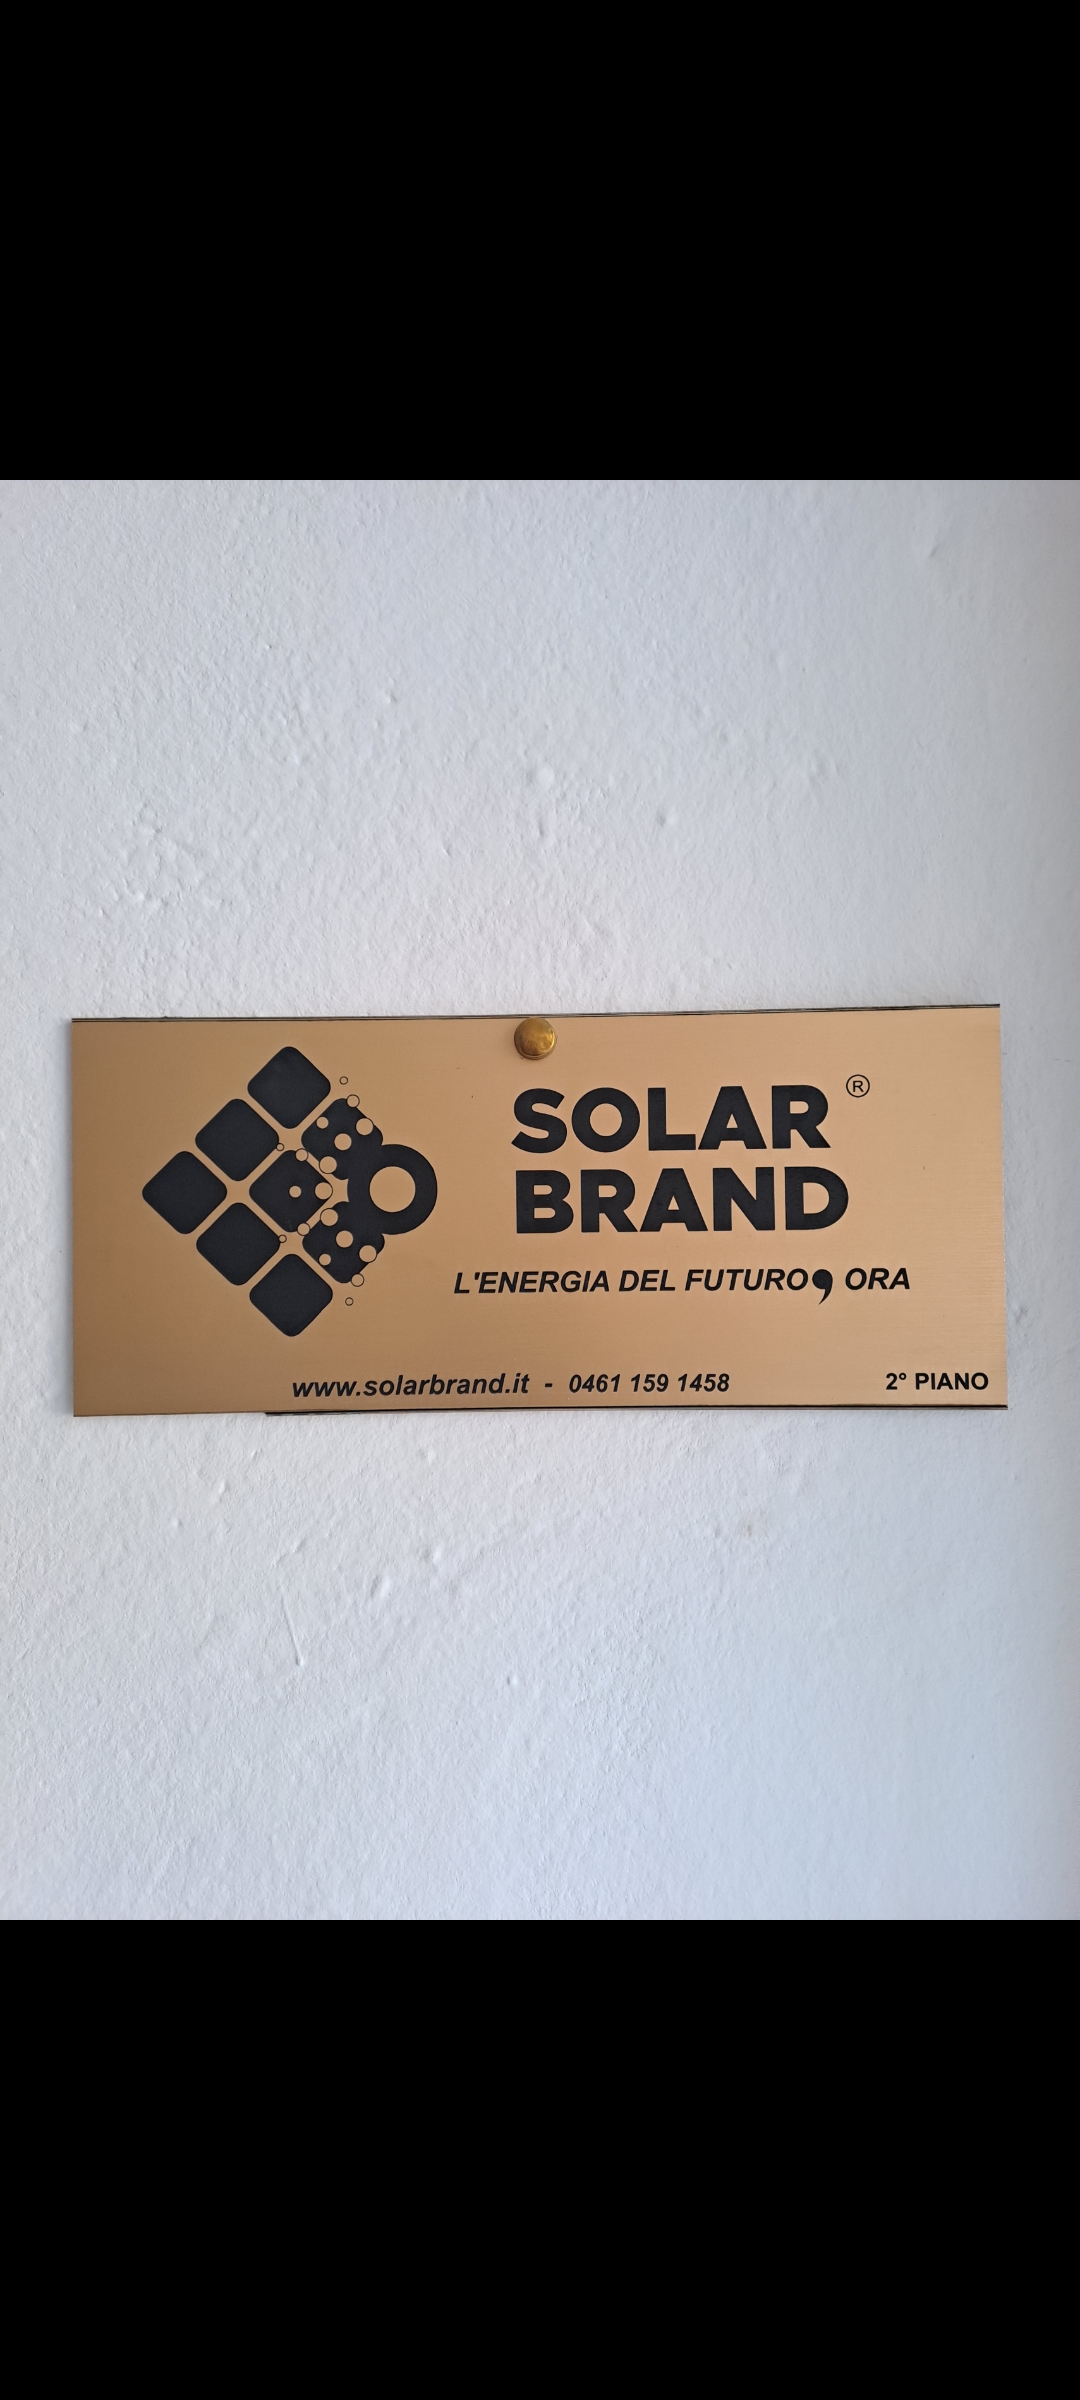 SOLAR ®
BRAND
L'ENERGIA DEL FUTURO, ORA
www.solarbrand.it - 0461 159 1458
2° PIANO